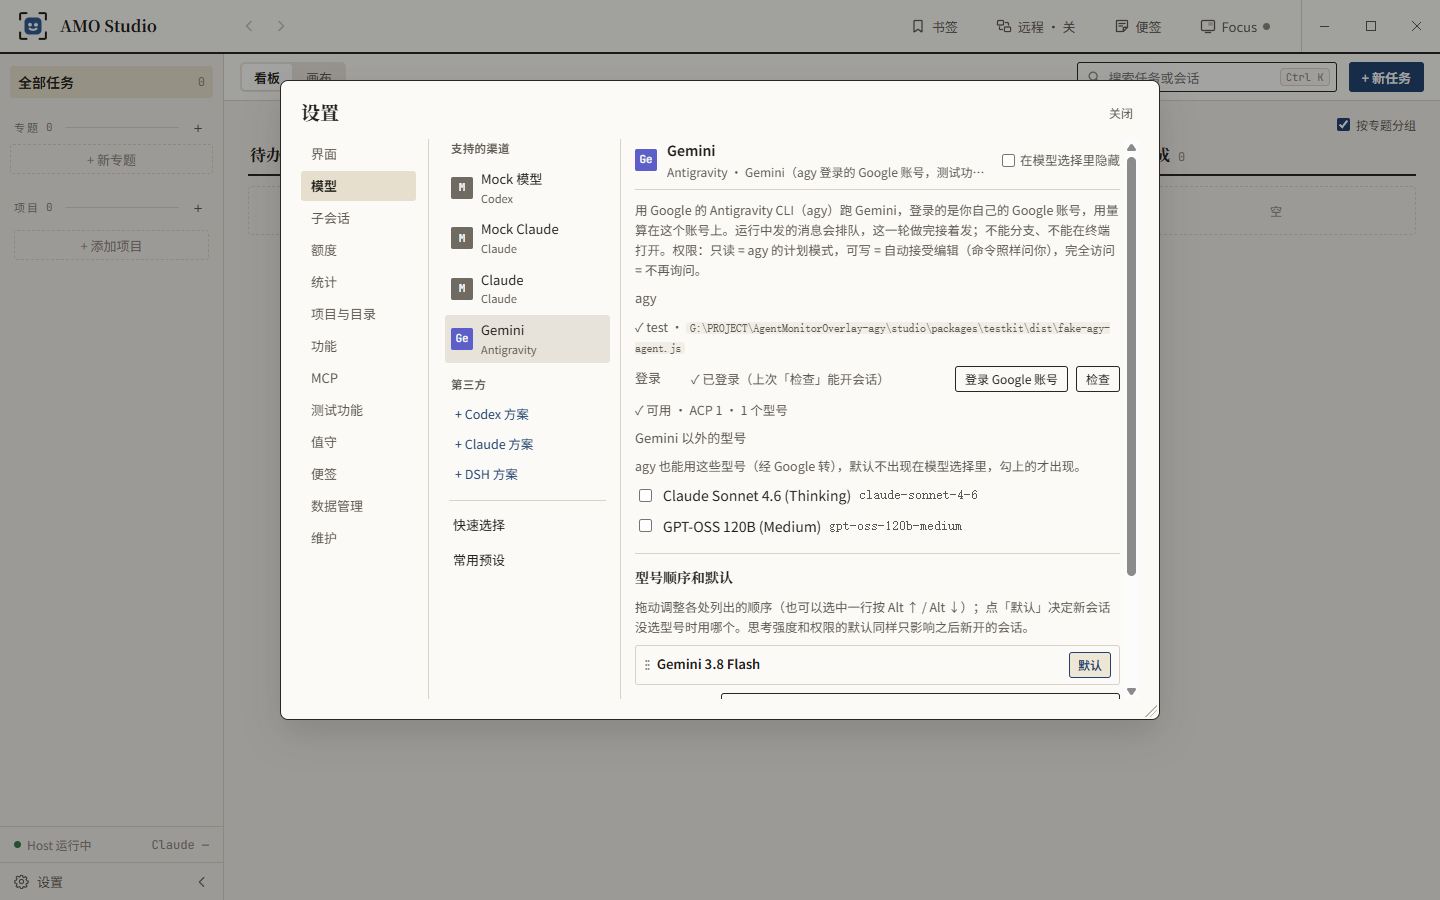 AMO Studio
书签
远程 · 关
便签
Focus
全部任务 0
看板
画布
搜索任务或会话
Ctrl K
+ 新任务
专题 0
+
+ 新专题
项目 0
+
+ 添加项目
按专题分组
待办
成 0
空
设置
关闭
界面
模型
子会话
额度
统计
项目与目录
功能
MCP
测试功能
值守
便签
数据管理
维护
支持的渠道
M
Mock 模型
Codex
M
Mock Claude
Claude
M
Claude
Claude
Ge
Gemini
Antigravity
第三方
+ Codex 方案
+ Claude 方案
+ DSH 方案
快速选择
常用预设
Ge
Gemini
Antigravity · Gemini（agy 登录的 Google 账号，测试功…
在模型选择里隐藏
用 Google 的 Antigravity CLI（agy）跑 Gemini，登录的是你自己的 Google 账号，用量
算在这个账号上。运行中发的消息会排队，这一轮做完接着发；不能分支、不能在终端
打开。权限：只读 = agy 的计划模式，可写 = 自动接受编辑（命令照样问你），完全访问
= 不再询问。
agy
✓ test · G:\PROJECT\AgentMonitorOverlay-agy\studio\packages\testkit\dist\fake-agy-
agent.js
登录 ✓ 已登录（上次「检查」能开会话）
登录 Google 账号
检查
✓ 可用 · ACP 1 · 1 个型号
Gemini 以外的型号
agy 也能用这些型号（经 Google 转），默认不出现在模型选择里，勾上的才出现。
Claude Sonnet 4.6 (Thinking) claude-sonnet-4-6
GPT-OSS 120B (Medium) gpt-oss-120b-medium
型号顺序和默认
拖动调整各处列出的顺序（也可以选中一行按 Alt ↑ / Alt ↓）；点「默认」决定新会话
没选型号时用哪个。思考强度和权限的默认同样只影响之后新开的会话。
Gemini 3.8 Flash
默认
Host 运行中
Claude —
设置